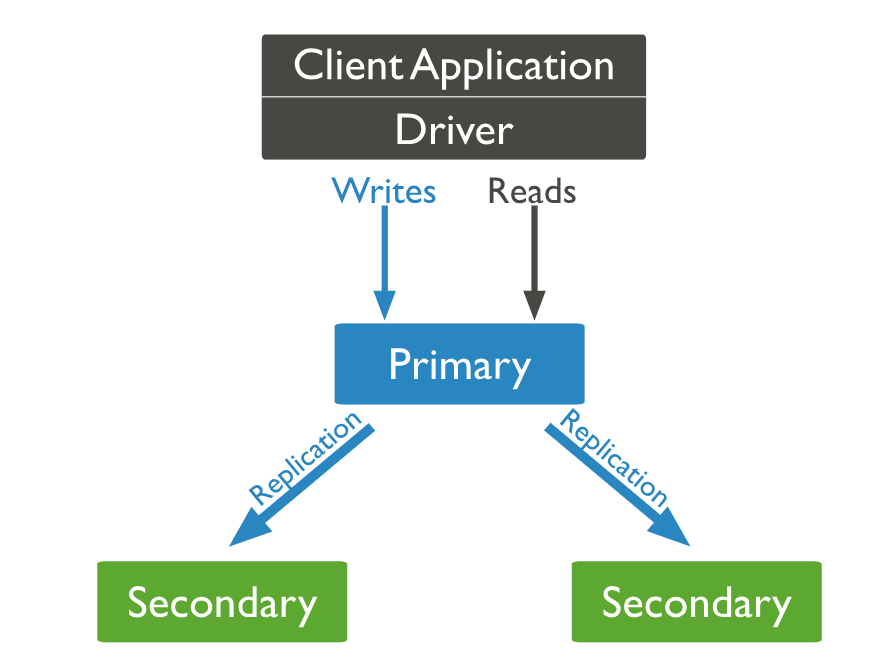 Client Application
Driver
Writes
Reads
Primary
Replication
Replication
Secondary
Secondary